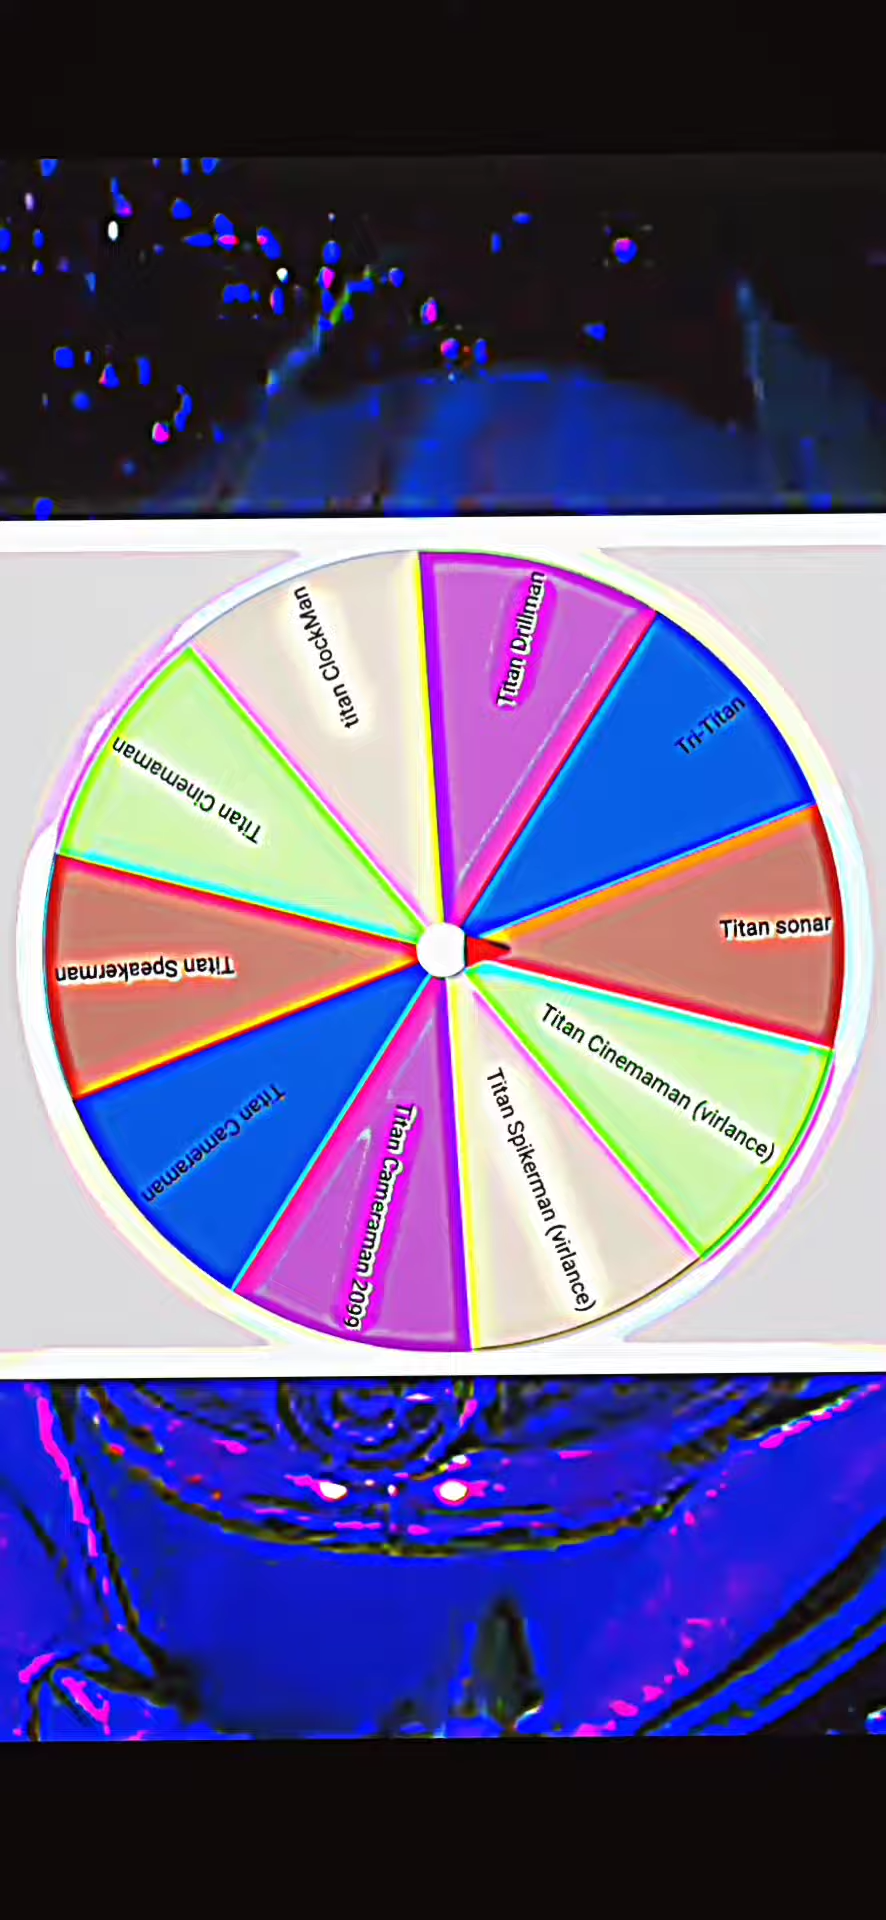 Titan Drillman
Tri-Titan
Titan sonar
Titan Cinemaman (virlance)
Titan Spikerman (virlance)
Titan Cameraman 2099
Titan Cameraman
Titan Speakerman
Titan Cinemaman
titan ClockMan